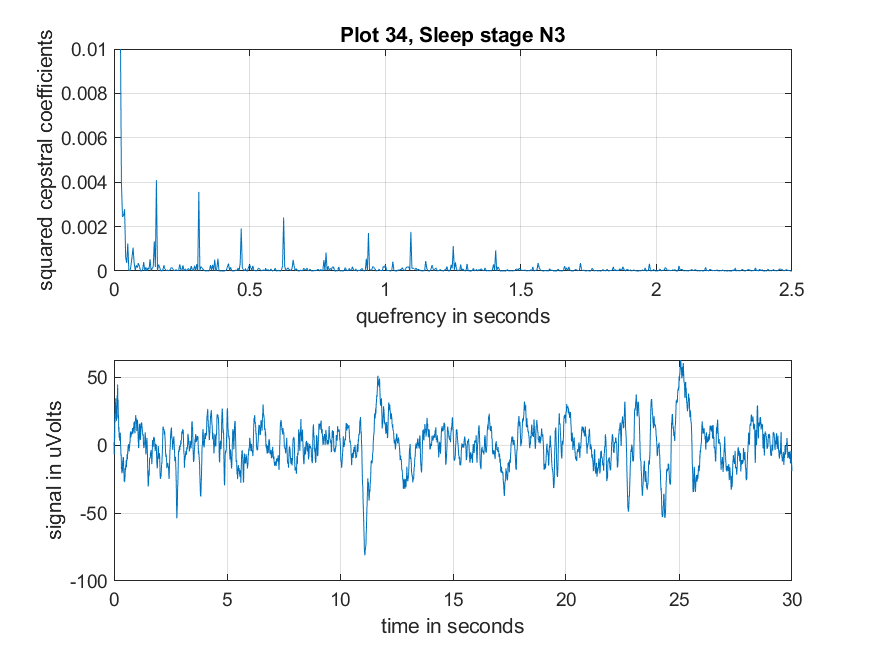 Plot 34, Sleep stage N3
squared cepstral coefficients
0.01
0.008
0.006
0.004
0.002
0
0 0.5 1 1.5 2 2.5
quefrency in seconds
signal in uVolts
50
0
-50
-100
0 5 10 15 20 25 30
time in seconds